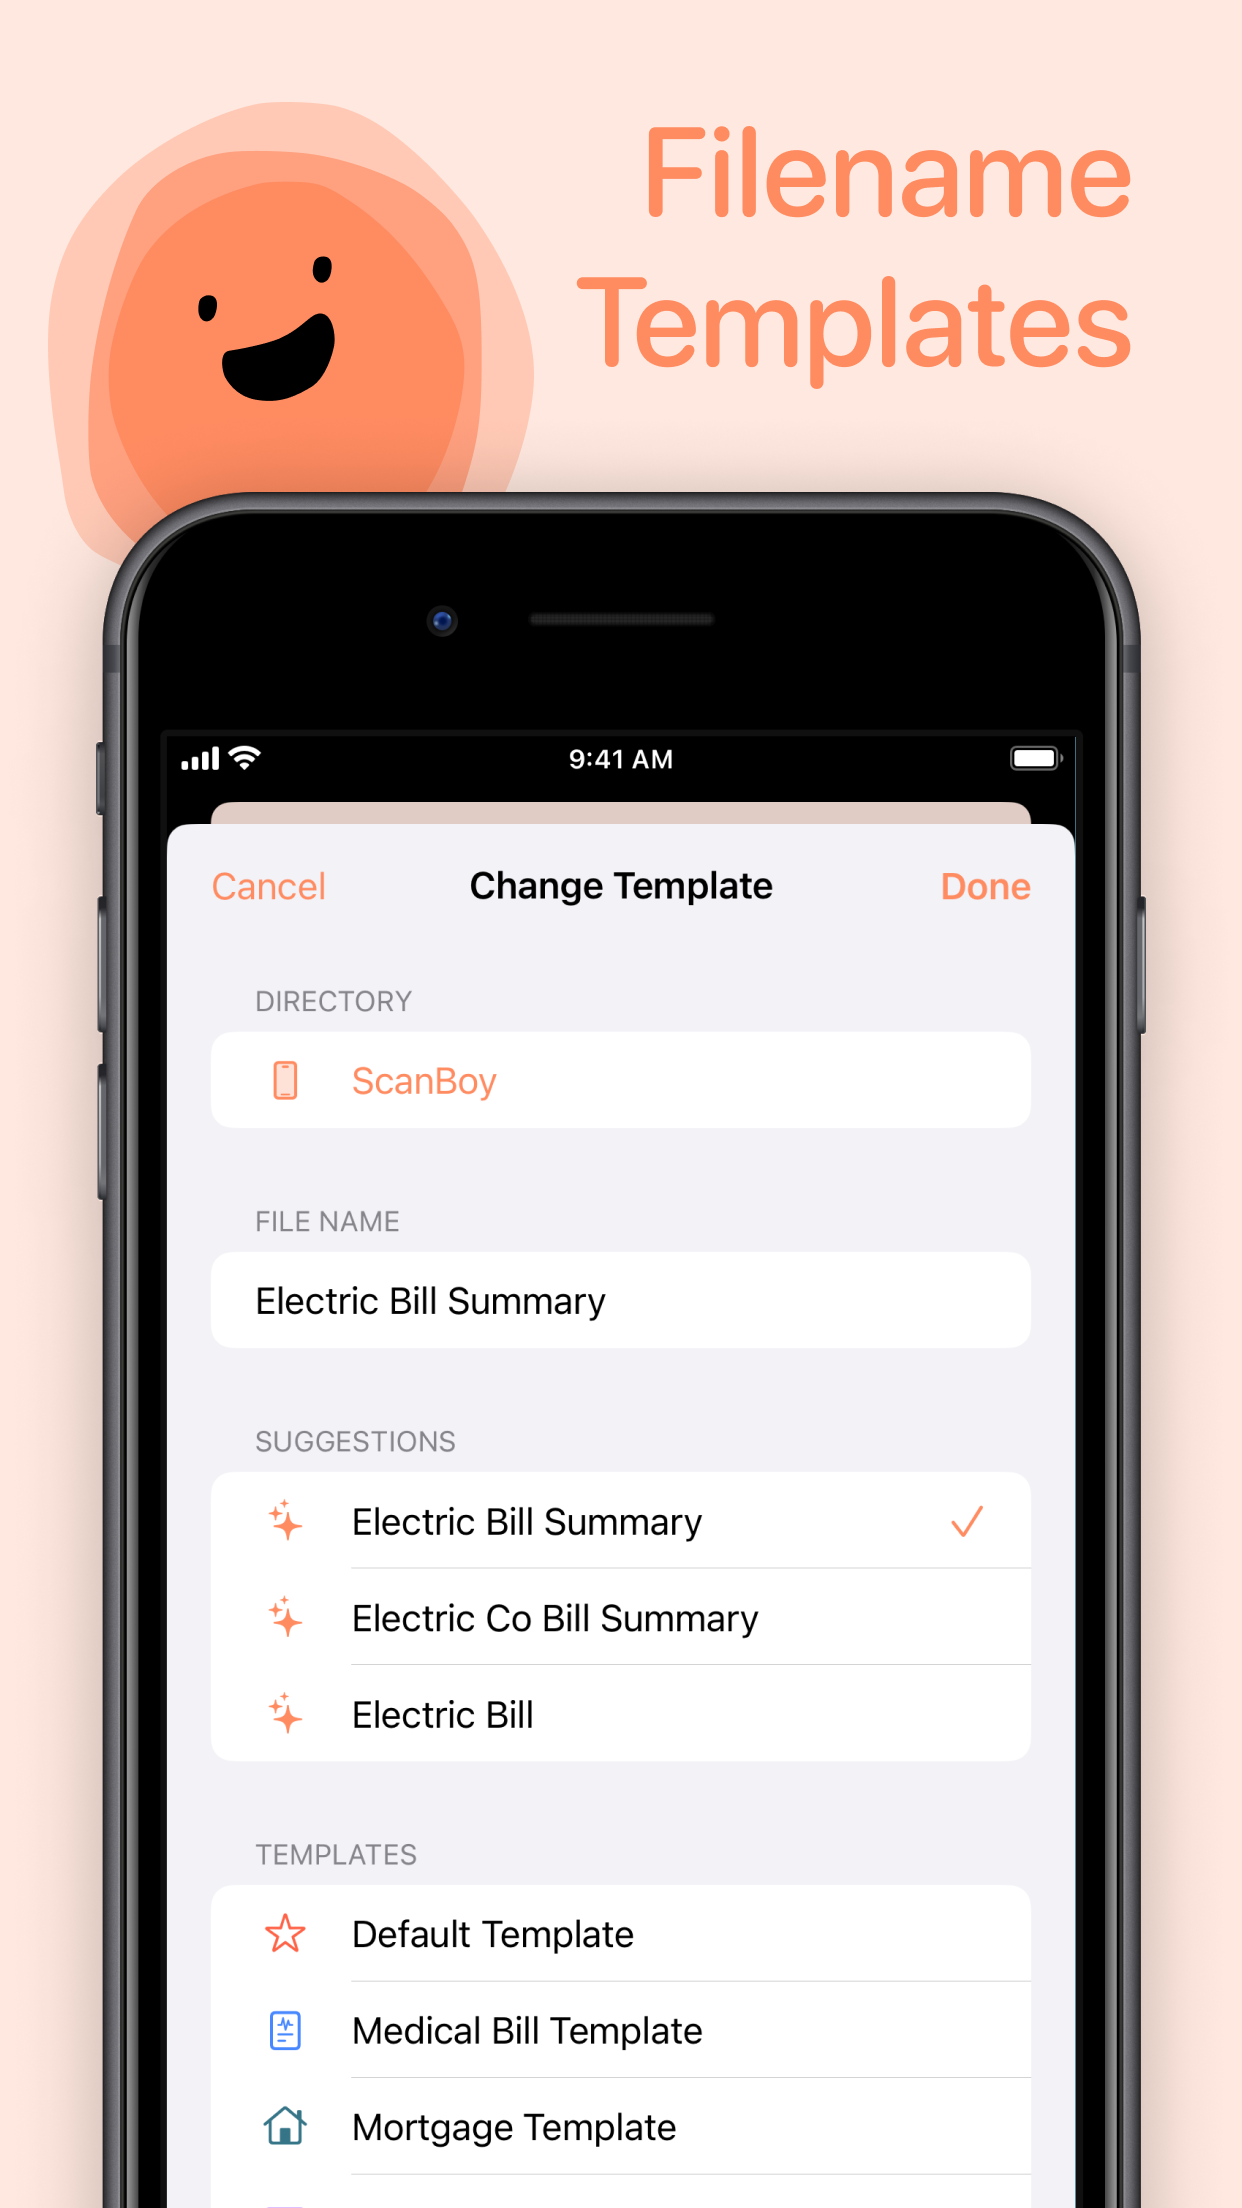 Filename
Templates
9:41 AM
Cancel
Change Template
Done
DIRECTORY
ScanBoy
FILE NAME
Electric Bill Summary
SUGGESTIONS
Electric Bill Summary
Electric Co Bill Summary
Electric Bill
TEMPLATES
Default Template
Medical Bill Template
Mortgage Template